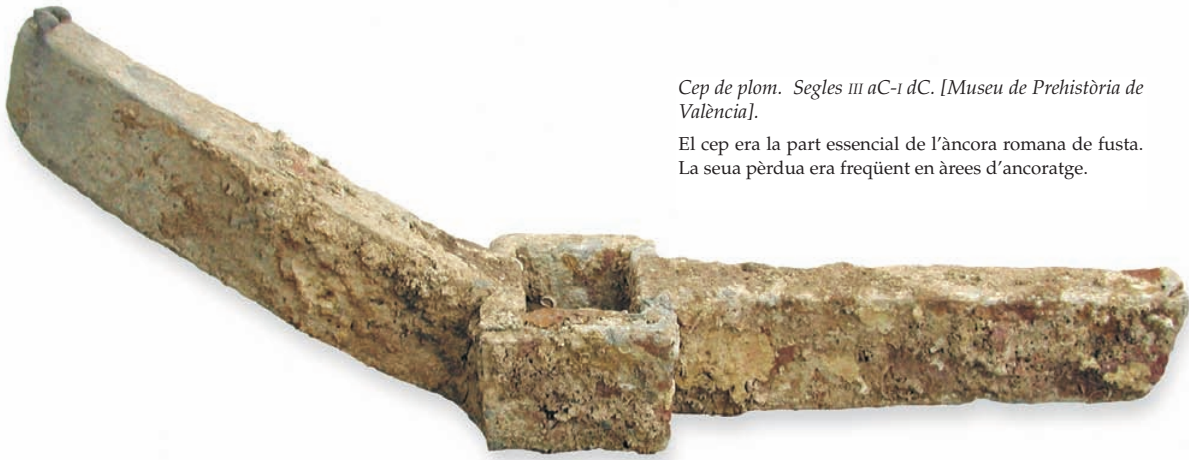 Cep de plom. Segles III aC-I dC. [Museu de Prehistòria de
València].
El cep era la part essencial de l'àncora romana de fusta.
La seua pèrdua era freqüent en àrees d'ancoratge.